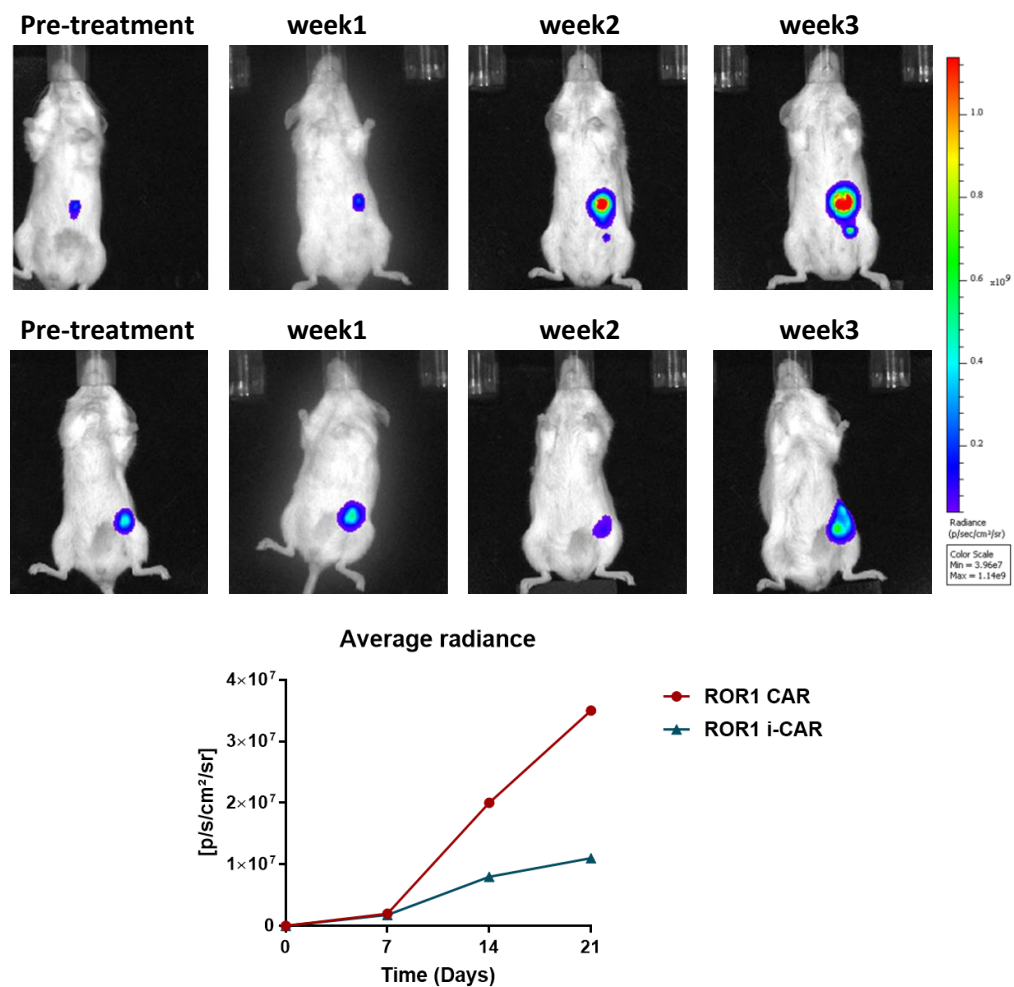 Pre-treatment week1 week2 week3
1.0
0.8
0.6
x10⁹
0.4
0.2
Radiance
(p/sec/cm²/sr)
Color Scale
Min = 3.96e7
Max = 1.14e9
Pre-treatment week1 week2 week3
Average radiance
4×10⁷
3×10⁷
2×10⁷
1×10⁷
0
[p/s/cm²/sr]
0 7 14 21
Time (Days)
ROR1 CAR
ROR1 i-CAR